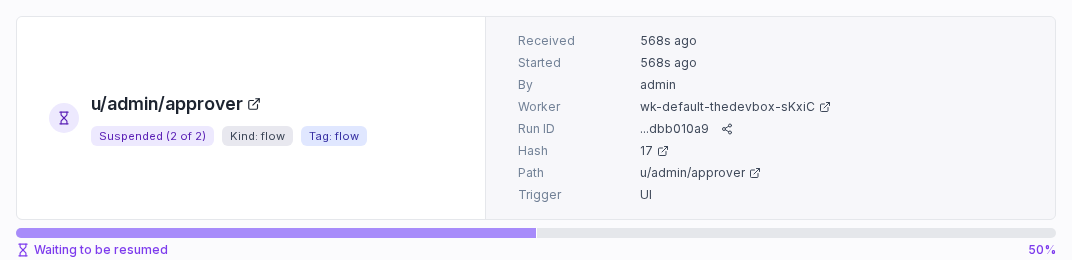 u/admin/approver
Suspended (2 of 2) Kind: flow Tag: flow
Received 568s ago
Started 568s ago
By admin
Worker wk-default-thedevbox-sKxiC
Run ID ...dbb010a9
Hash 17
Path u/admin/approver
Trigger UI
Waiting to be resumed 50%